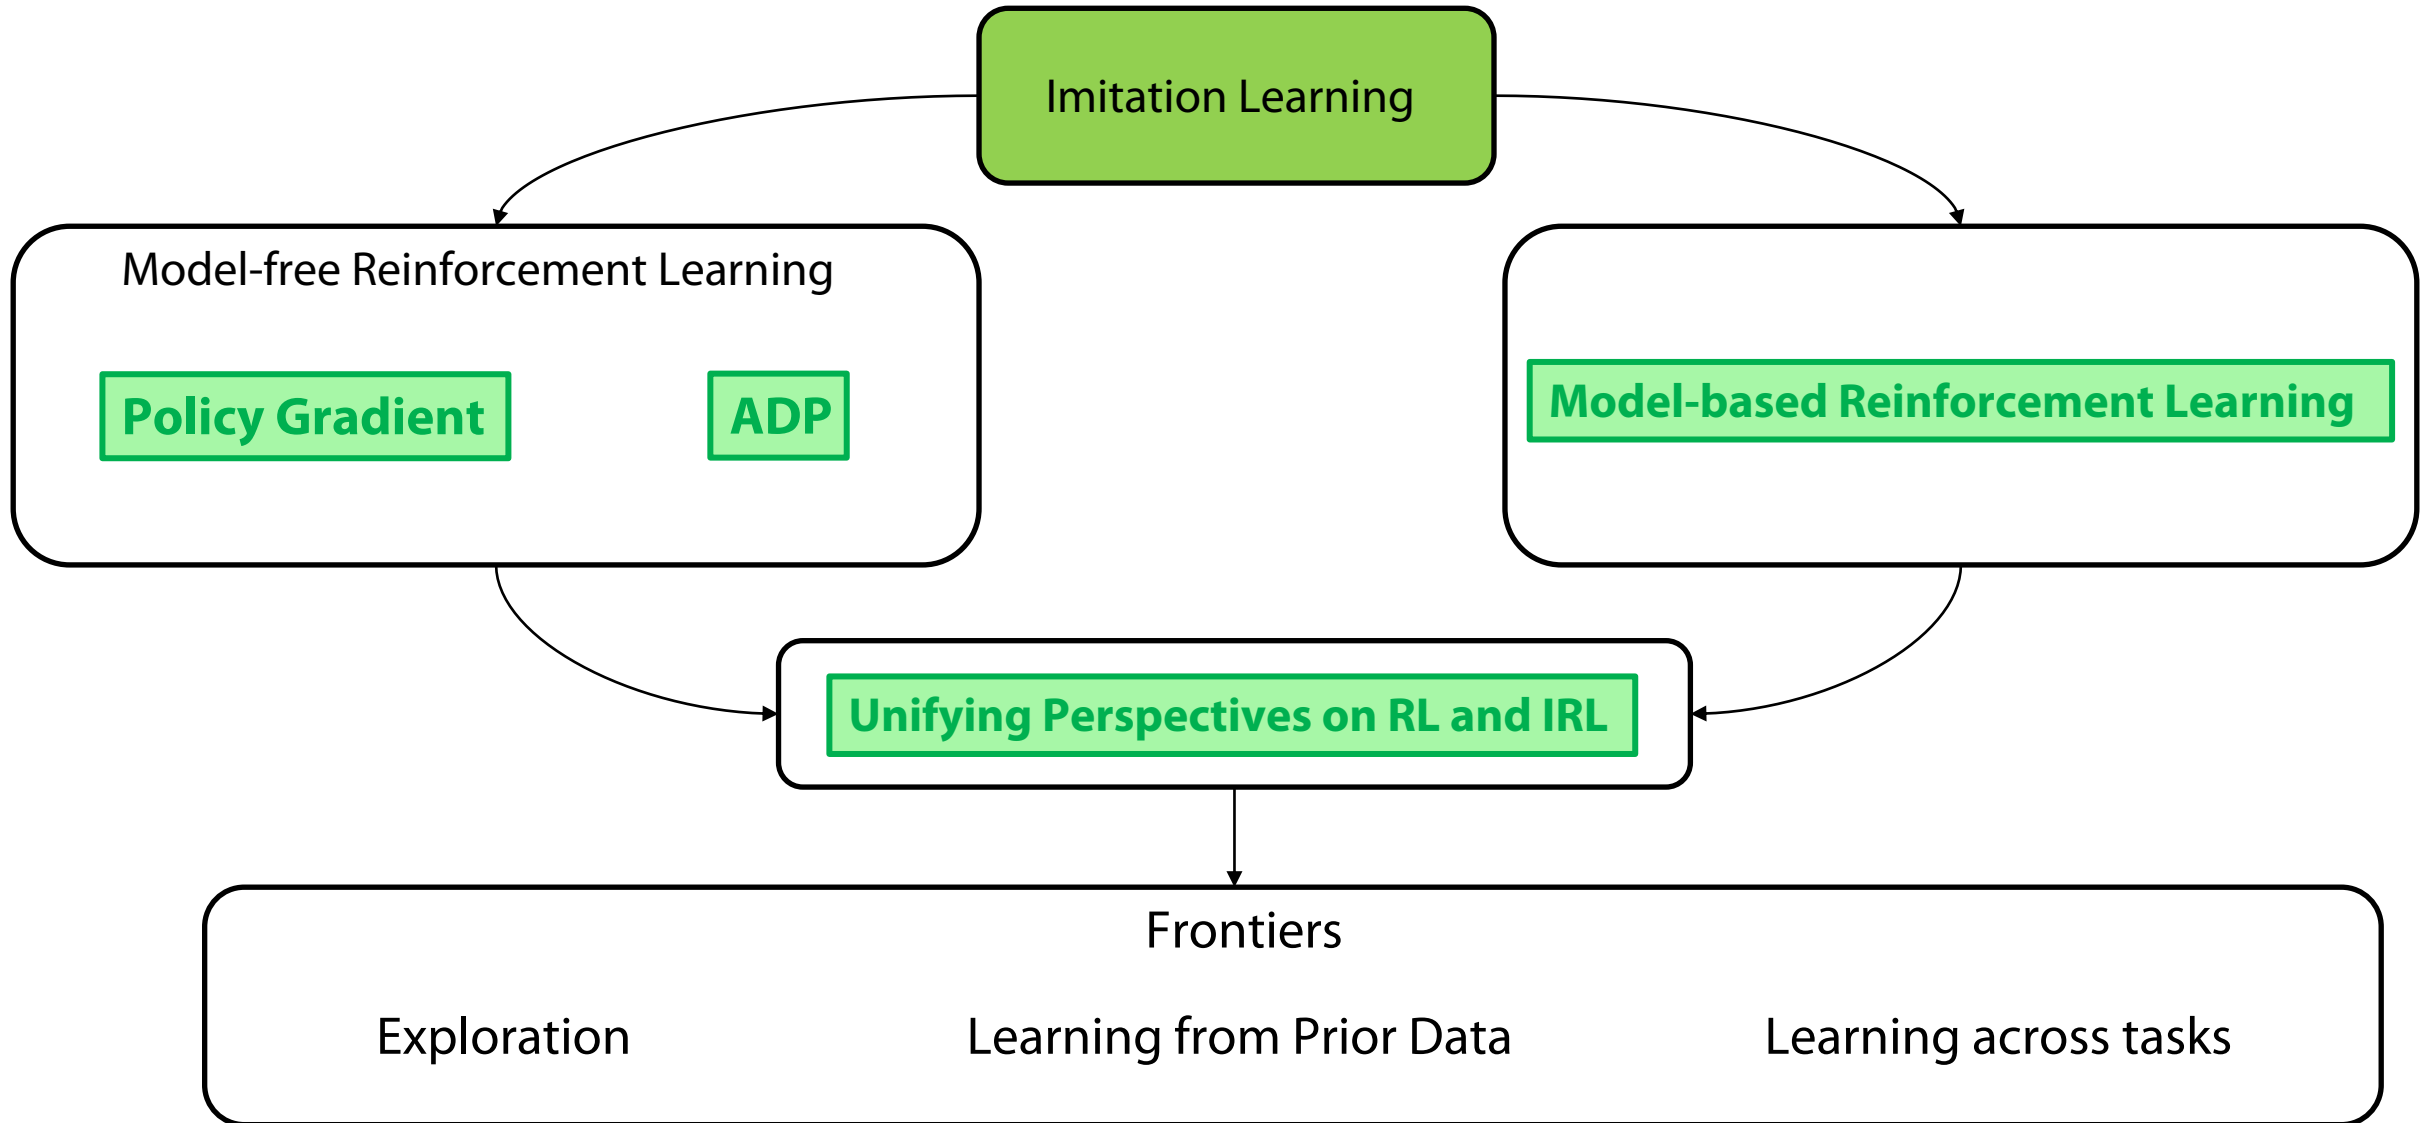 Imitation Learning
Model-free Reinforcement Learning
Policy Gradient
ADP
Model-based Reinforcement Learning
Unifying Perspectives on RL and IRL
Frontiers
Exploration
Learning from Prior Data
Learning across tasks